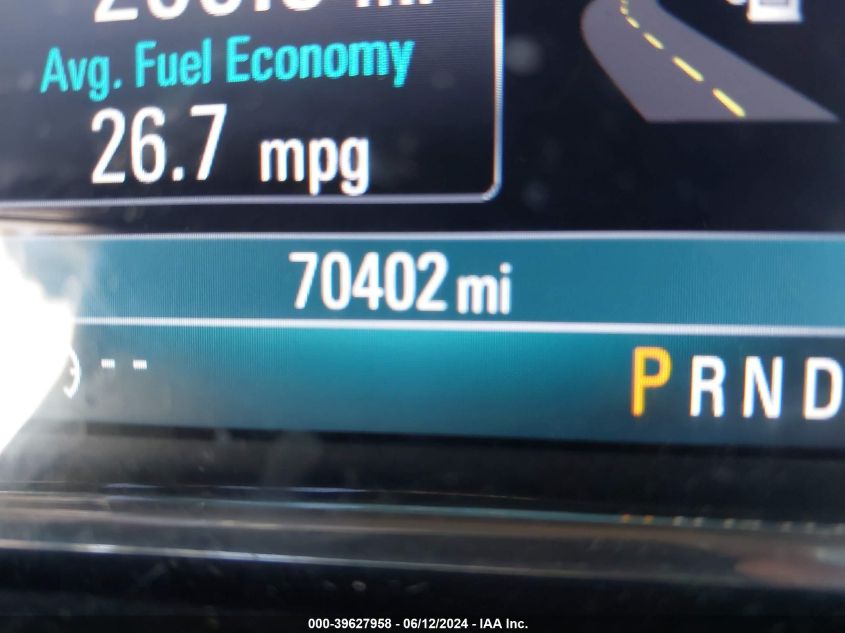 Avg. Fuel Economy
26.7 mpg
70402 mi
P R N D
000-39627958 - 06/12/2024 - IAA Inc.